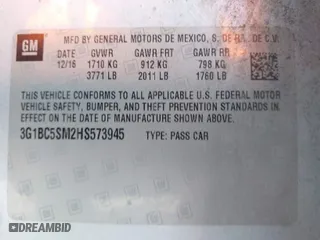 GM
MFD BY GENERAL MOTORS DE MEXICO, S. DE R.L. DE C.V.
DATE GVWR GAWR FRT GAWR RR
12/16 1710 KG 912 KG 798 KG
3771 LB 2011 LB 1760 LB
THIS VEHICLE CONFORMS TO ALL APPLICABLE U.S. FEDERAL MOTOR
VEHICLE SAFETY, BUMPER, AND THEFT PREVENTION STANDARDS
IN EFFECT ON THE DATE OF MANUFACTURE SHOWN ABOVE.
3G1BC5SM2HS573945 TYPE: PASS CAR
© DEALERSHIP WIZARD